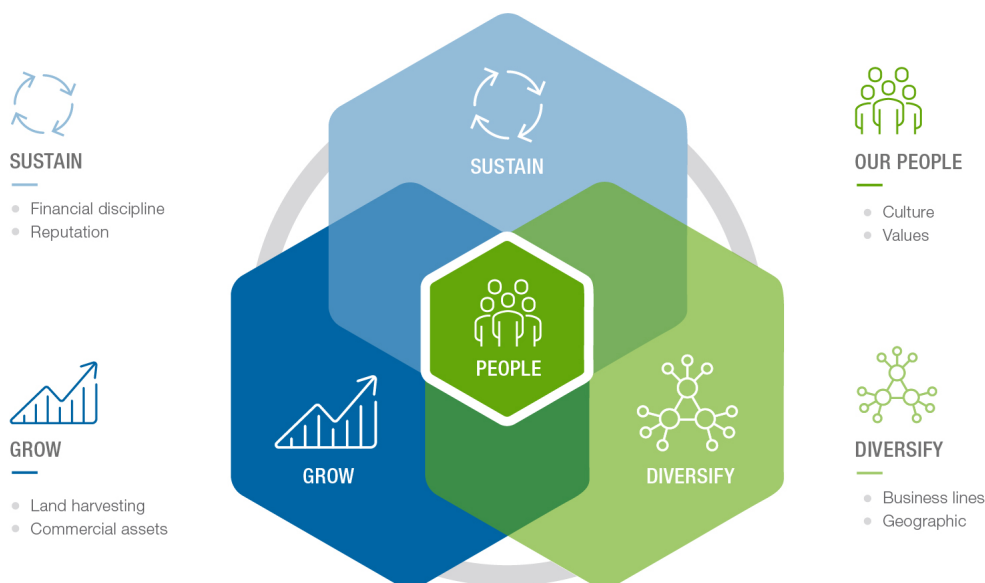 SUSTAIN
Financial discipline
Reputation
GROW
Land harvesting
Commercial assets
SUSTAIN
PEOPLE
GROW
DIVERSIFY
OUR PEOPLE
Culture
Values
DIVERSIFY
Business lines
Geographic